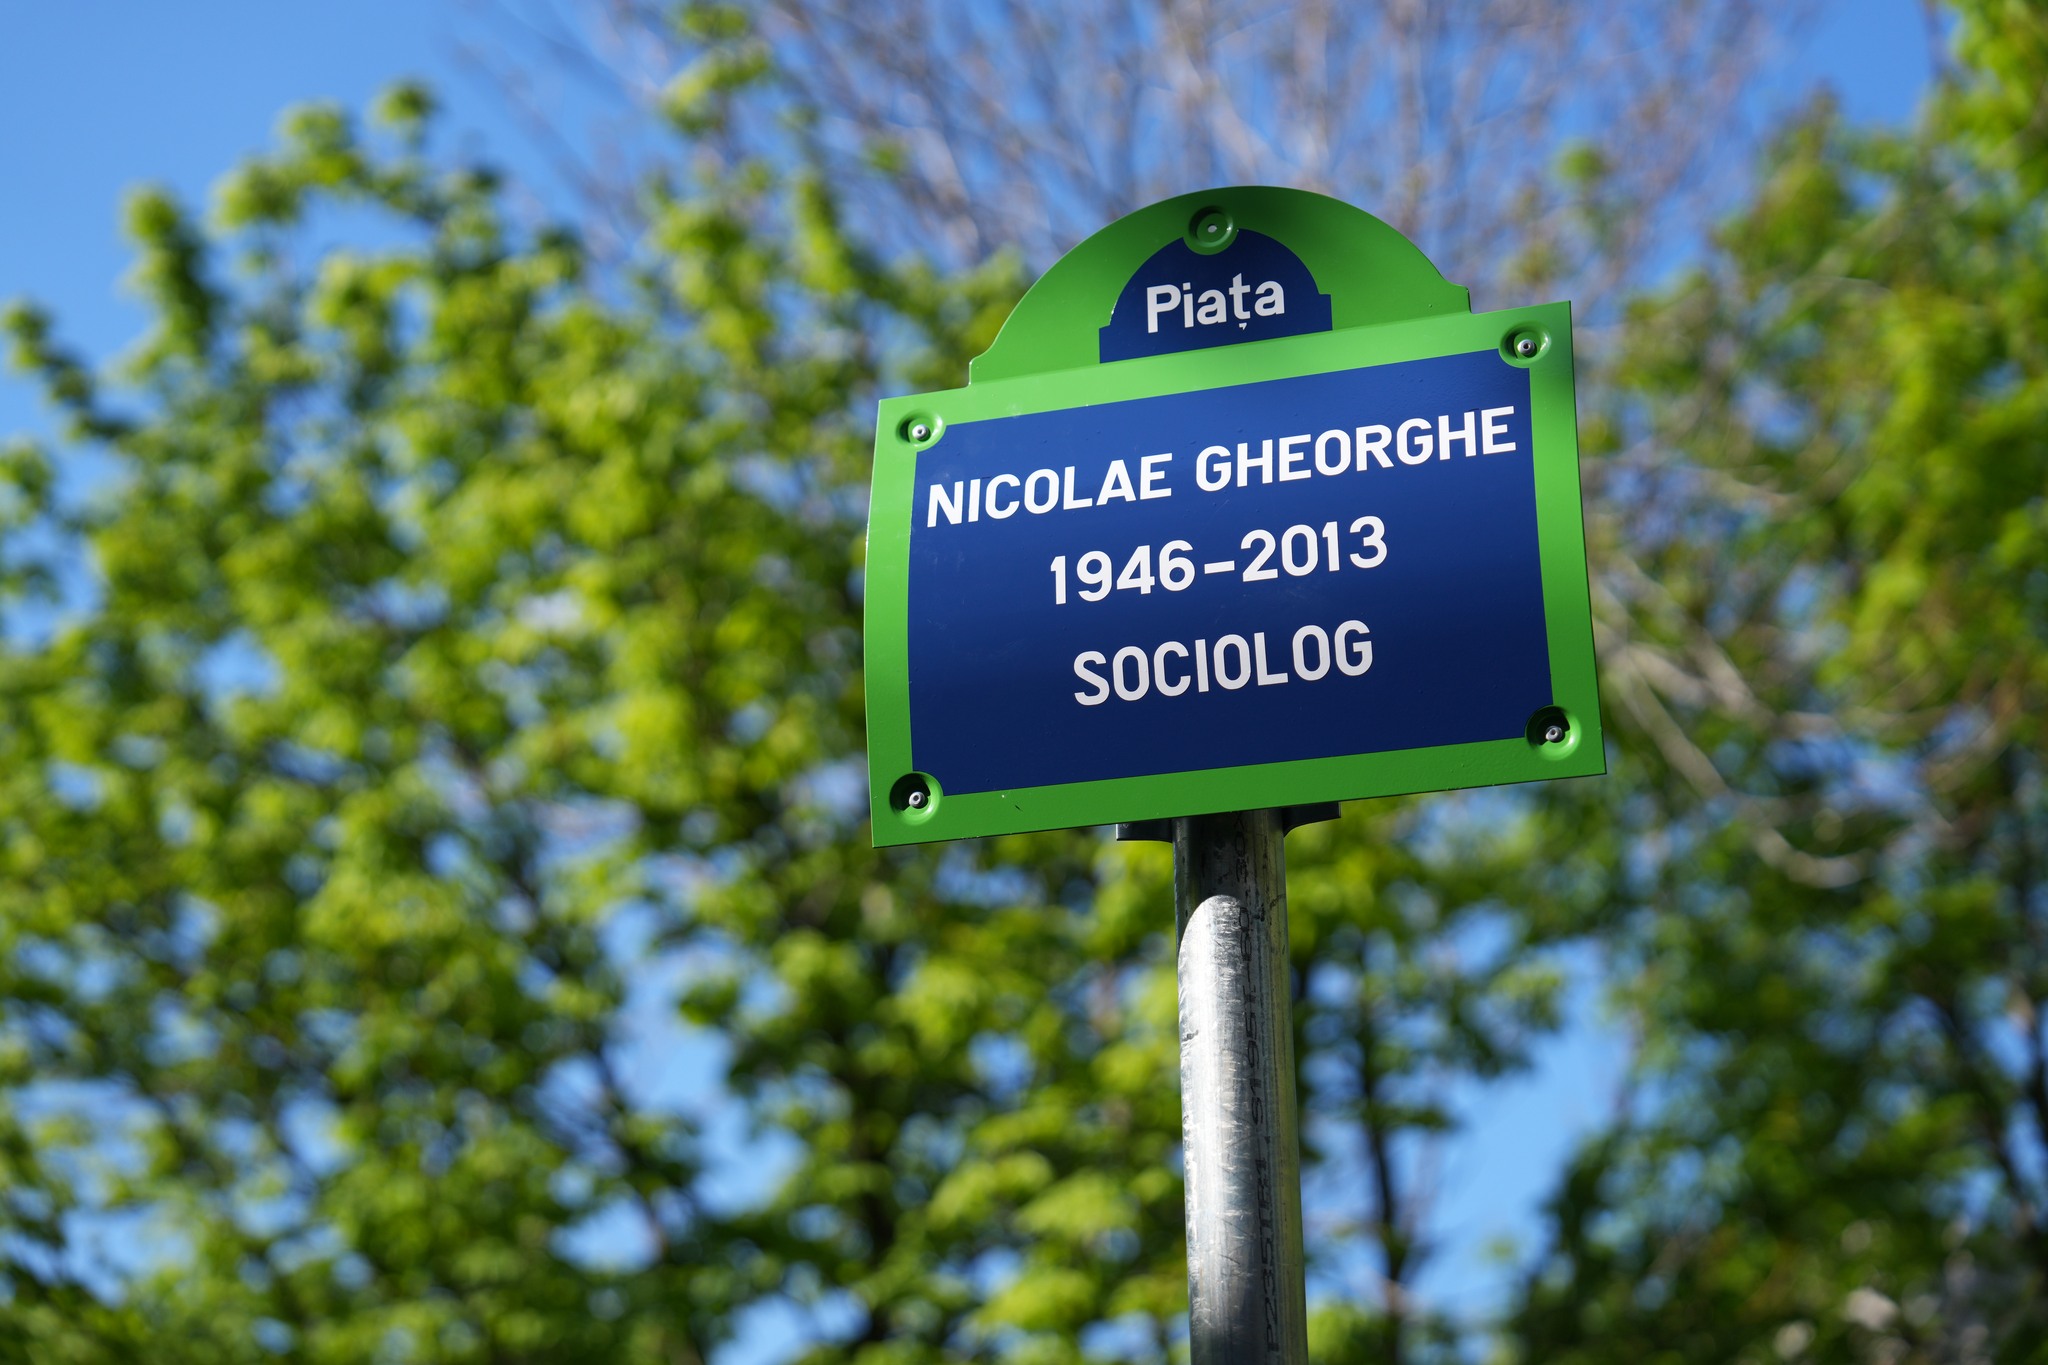 Piața
NICOLAE GHEORGHE
1946-2013
SOCIOLOG